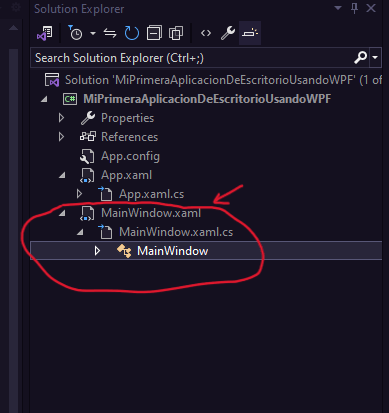 Solution Explorer
Search Solution Explorer (Ctrl+;)
Solution 'MiPrimeraAplicacionDeEscritorioUsandoWPF' (1 of
C# MiPrimeraAplicacionDeEscritorioUsandoWPF
Properties
References
App.config
App.xaml
App.xaml.cs
MainWindow.xaml
MainWindow.xaml.cs
MainWindow